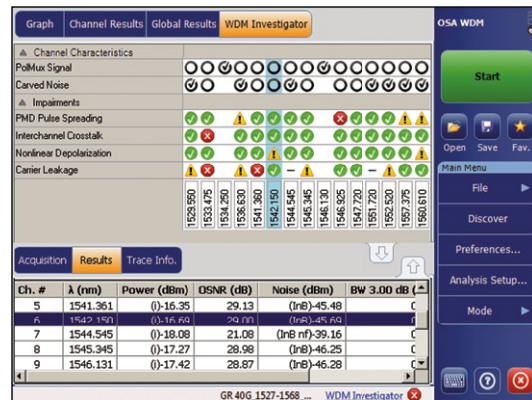 Graph Channel Results Global Results WDM Investigator
OSA WDM
Channel Characteristics
PolMux Signal
Carved Noise
Impairments
PMD Pulse Spreading
Interchannel Crosstalk
Nonlinear Depolarization
Carrier Leakage
1529.550 1533.475 1534.250 1536.630 1541.360 1542.150 1544.545 1545.345 1546.130 1546.925 1547.720 1551.720 1552.520 1557.375 1560.610
Start
Open Save Fav.
Main Menu
File
Discover
Preferences...
Analysis Setup...
Mode
Acquisition Results Trace Info.
Ch. # λ (nm) Power (dBm) OSNR (dB) Noise (dBm) BW 3.00 dB (
5 1541.361 (i)-16.35 29.13 (InB)-45.48
6 1542.150 (i)-16.69 29.00 (InB)-45.69
7 1544.545 (i)-18.08 21.08 (InB nf)-39.16
8 1545.345 (i)-17.27 28.98 (InB)-46.25
9 1546.131 (i)-17.42 28.87 (InB)-46.28
GR 40G_1527-1568_... WDM Investigator